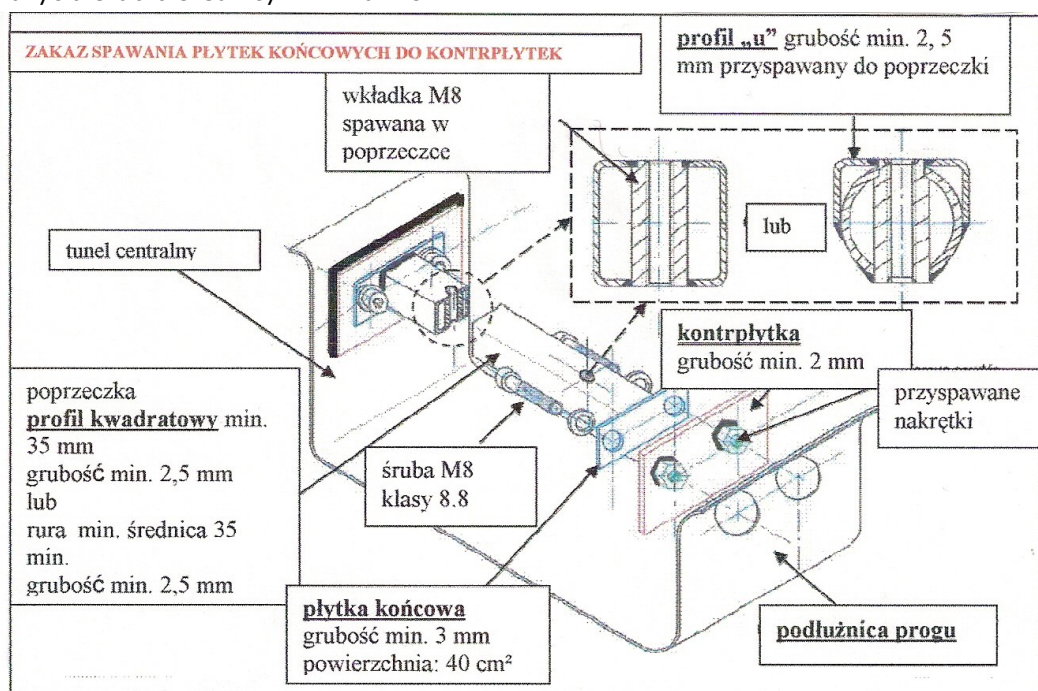 ZAKAZ SPAWANIA PŁYTEK KOŃCOWYCH DO KONTRPŁYTEK
profil „u” grubość min. 2, 5
mm przyspawany do poprzeczki
wkładka M8
spawana w
poprzeczce
tunel centralny
lub
kontrpłytka
grubość min. 2 mm
przyspawane
nakrętki
poprzeczka
profil kwadratowy min.
35 mm
grubość min. 2,5 mm
lub
rura min. średnica 35
min.
grubość min. 2,5 mm
śruba M8
klasy 8.8
płytka końcowa
grubość min. 3 mm
powierzchnia: 40 cm²
podłużnica progu